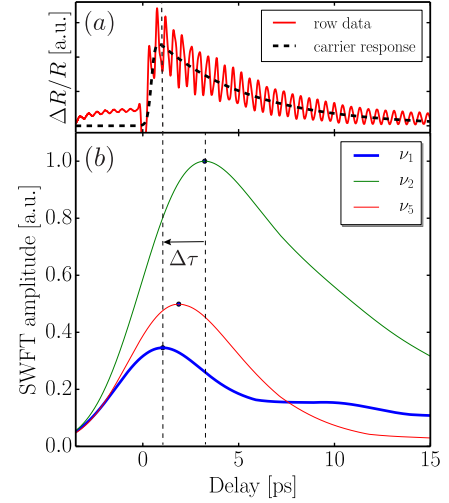 (a)
row data
carrier response
ΔR/R [a.u.]
(b)
ν1
ν2
ν5
Δτ
SWFT amplitude [a.u.]
1.0
0.8
0.6
0.4
0.2
0.0
0 5 10 15
Delay [ps]